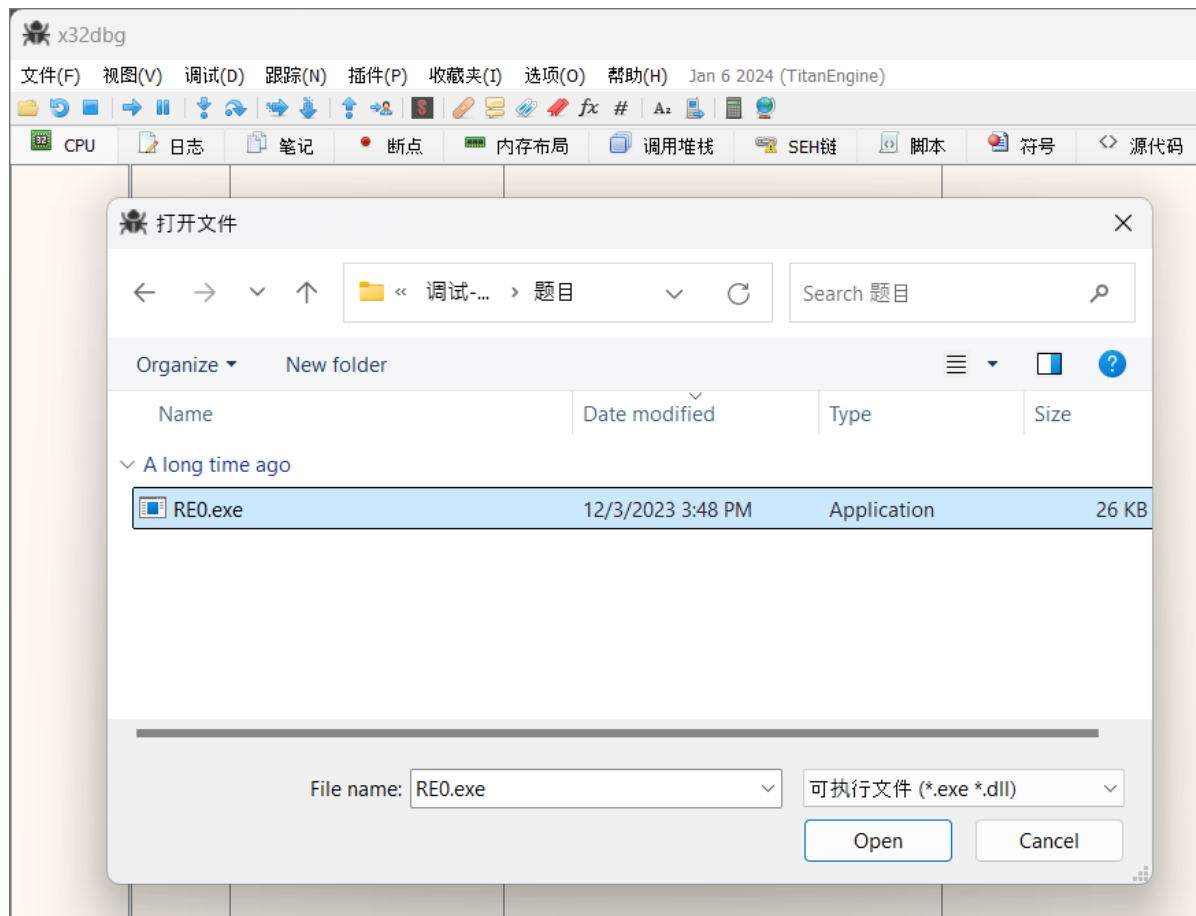 x32dbg
文件(F) 视图(V) 调试(D) 跟踪(N) 插件(P) 收藏夹(I) 选项(O) 帮助(H) Jan 6 2024 (TitanEngine)
CPU 日志 笔记 断点 内存布局 调用堆栈 SEH链 脚本 符号 源代码
打开文件
« 调试-... › 题目 Search 题目
Organize New folder
Name Date modified Type Size
A long time ago
RE0.exe 12/3/2023 3:48 PM Application 26 KB
File name: RE0.exe 可执行文件 (*.exe *.dll)
Open Cancel